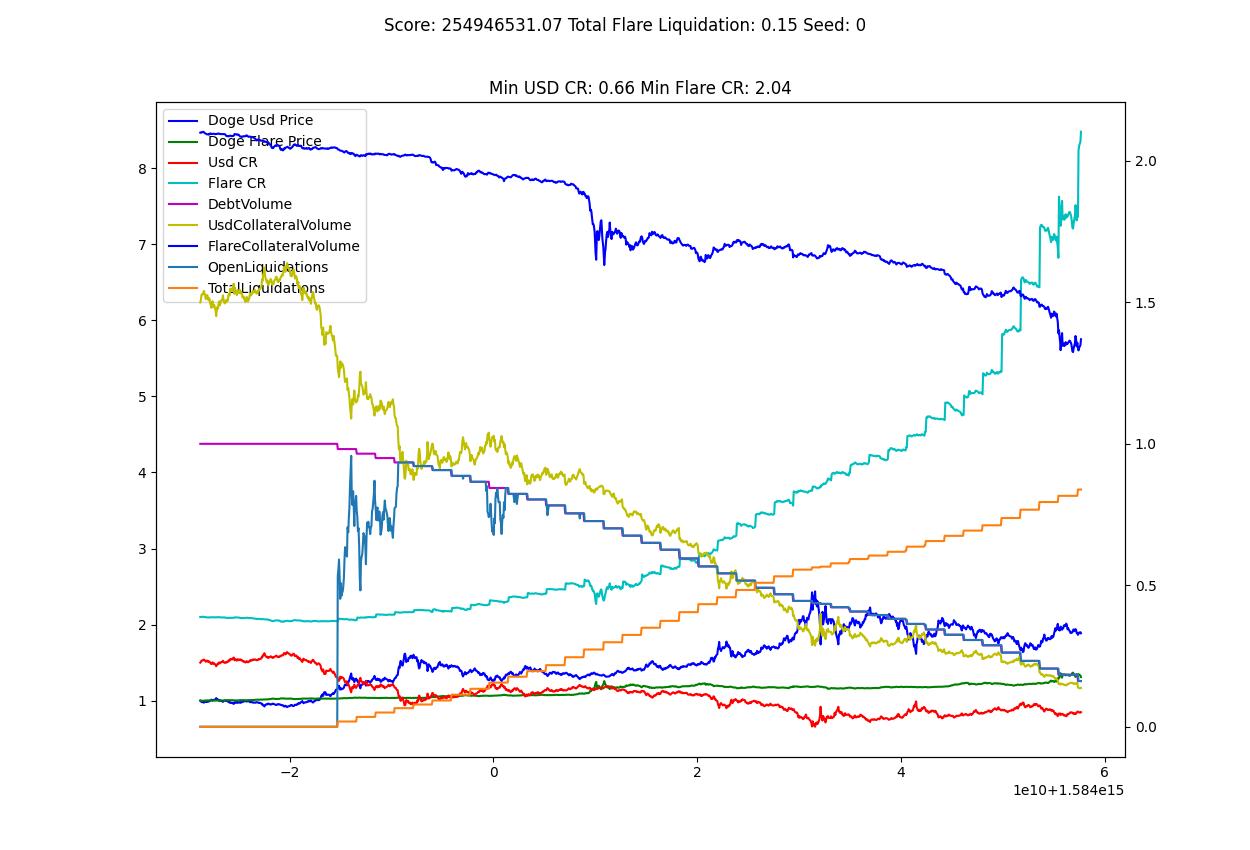 Score: 254946531.07 Total Flare Liquidation: 0.15 Seed: 0
Min USD CR: 0.66 Min Flare CR: 2.04
Doge Usd Price
Doge Flare Price
Usd CR
Flare CR
DebtVolume
UsdCollateralVolume
FlareCollateralVolume
OpenLiquidations
TotalLiquidations
8
7
6
5
4
3
2
1
2.0
1.5
1.0
0.5
0.0
−2
0
2
4
6
1e10+1.584e15